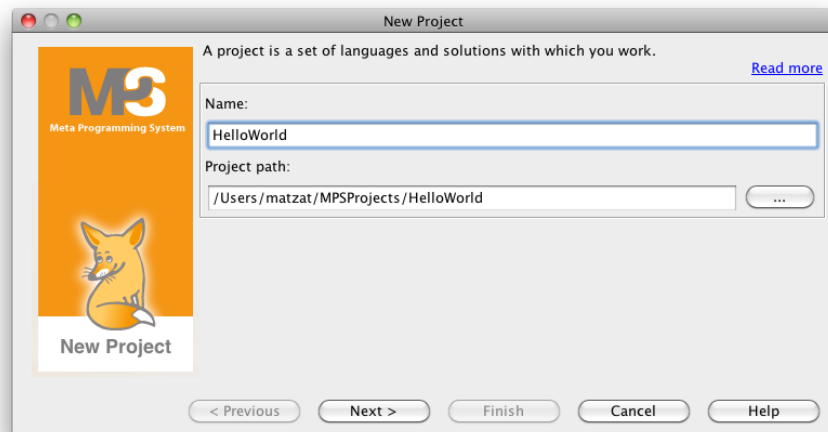 New Project
A project is a set of languages and solutions with which you work.
Read more
MPS
Meta Programming System
Name:
HelloWorld
Project path:
/Users/matzat/MPSProjects/HelloWorld
...
New Project
< Previous
Next >
Finish
Cancel
Help